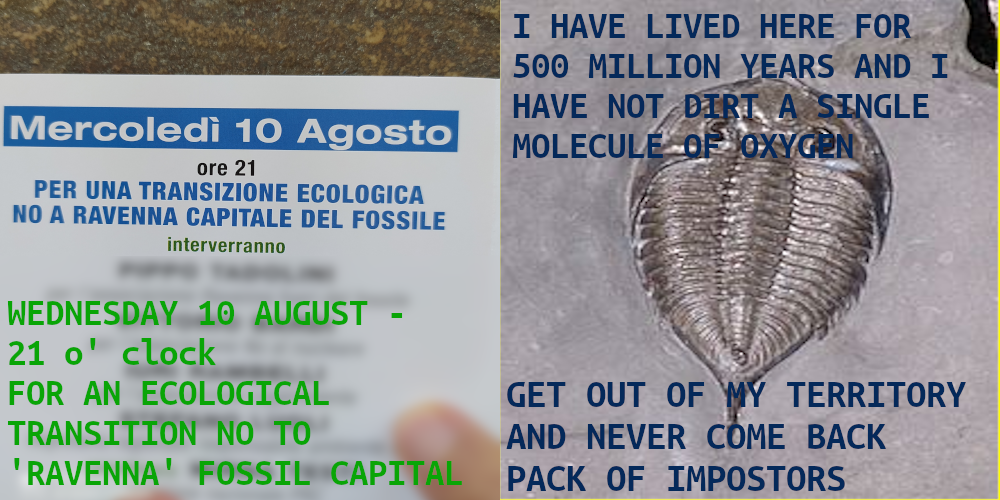 Mercoledì 10 Agosto
ore 21
PER UNA TRANSIZIONE ECOLOGICA
NO A RAVENNA CAPITALE DEL FOSSILE
interverranno
WEDNESDAY 10 AUGUST -
21 o' clock
FOR AN ECOLOGICAL
TRANSITION NO TO
'RAVENNA' FOSSIL CAPITAL
I HAVE LIVED HERE FOR
500 MILLION YEARS AND I
HAVE NOT DIRT A SINGLE
MOLECULE OF OXYGEN
GET OUT OF MY TERRITORY
AND NEVER COME BACK
PACK OF IMPOSTORS